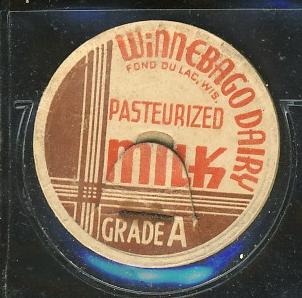 WINNEBAGO DAIRY
FOND DU LAC, WIS.
PASTEURIZED
MILK
GRADE A